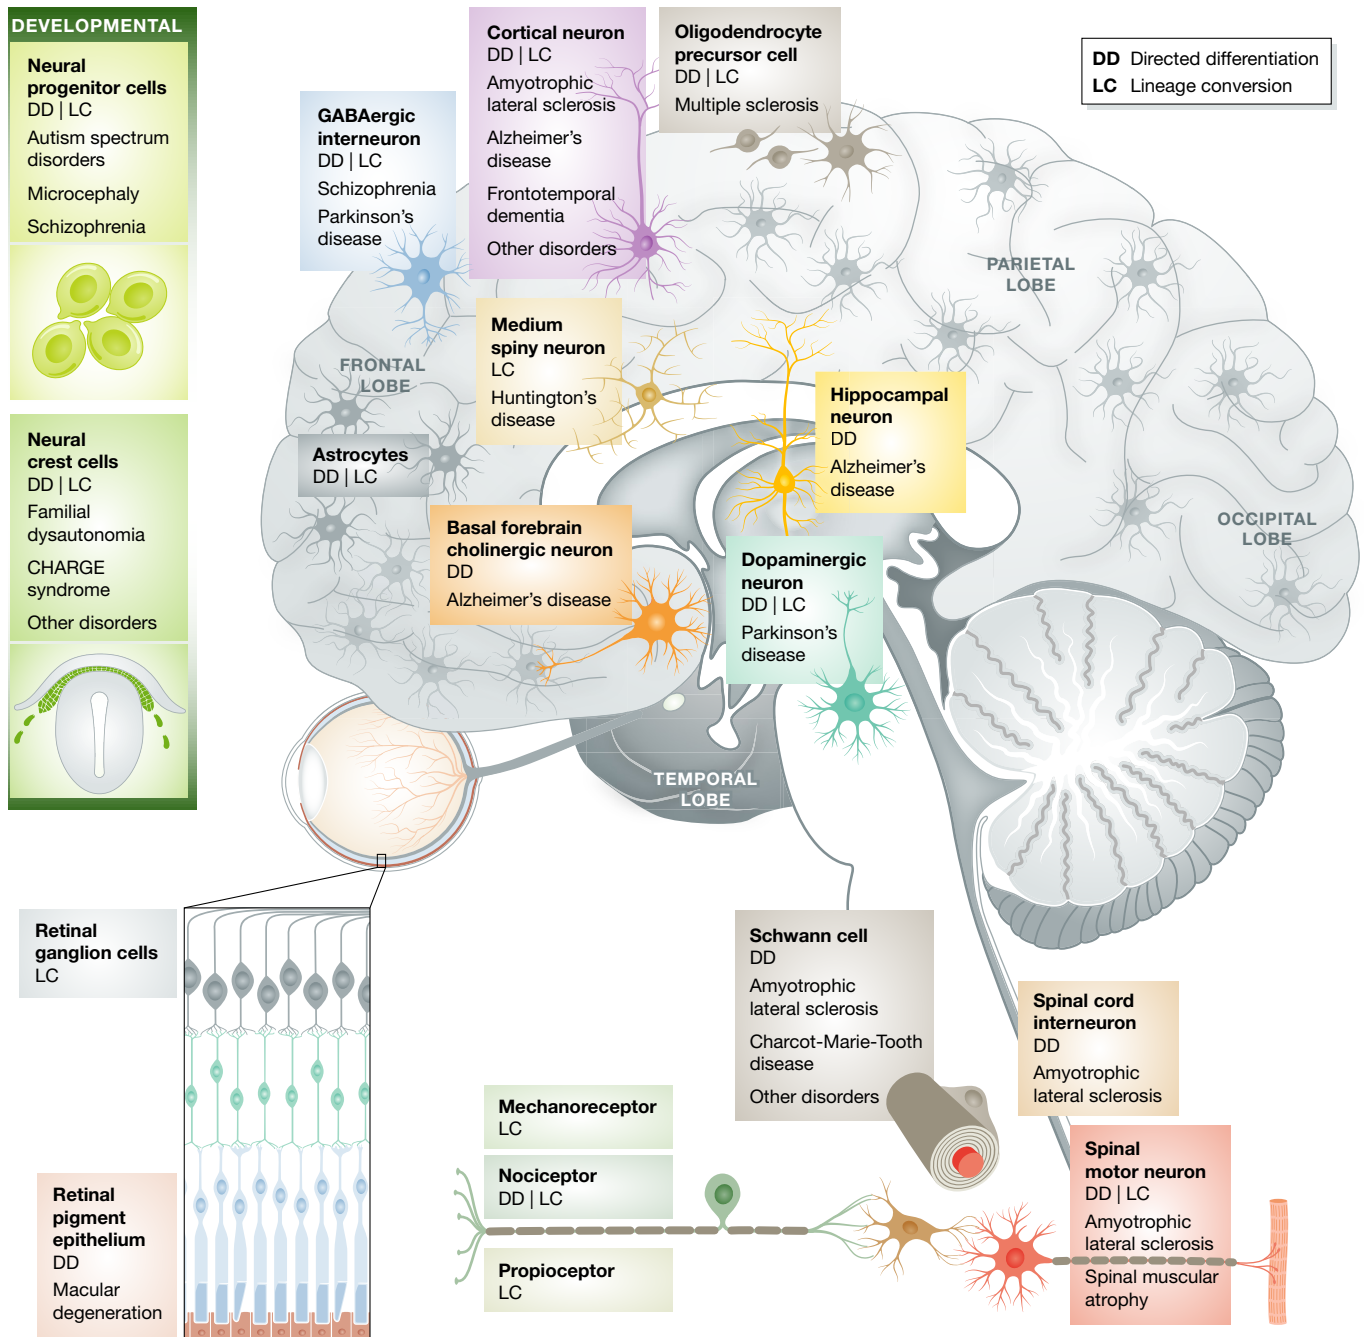 DEVELOPMENTAL
Neural
progenitor cells
DD | LC
Autism spectrum
disorders
Microcephaly
Schizophrenia
Neural
crest cells
DD | LC
Familial
dysautonomia
CHARGE
syndrome
Other disorders
GABAergic
interneuron
DD | LC
Schizophrenia
Parkinson's
disease
Cortical neuron
DD | LC
Amyotrophic
lateral sclerosis
Alzheimer's
disease
Frontotemporal
dementia
Other disorders
Oligodendrocyte
precursor cell
DD | LC
Multiple sclerosis
DD Directed differentiation
LC Lineage conversion
PARIETAL
LOBE
FRONTAL
LOBE
Medium
spiny neuron
LC
Huntington's
disease
Hippocampal
neuron
DD
Alzheimer's
disease
Astrocytes
DD | LC
Basal forebrain
cholinergic neuron
DD
Alzheimer's disease
Dopaminergic
neuron
DD | LC
Parkinson's
disease
OCCIPITAL
LOBE
TEMPORAL
LOBE
Retinal
ganglion cells
LC
Retinal
pigment
epithelium
DD
Macular
degeneration
Schwann cell
DD
Amyotrophic
lateral sclerosis
Charcot-Marie-Tooth
disease
Other disorders
Spinal cord
interneuron
DD
Amyotrophic
lateral sclerosis
Mechanoreceptor
LC
Nociceptor
DD | LC
Propioceptor
LC
Spinal
motor neuron
DD | LC
Amyotrophic
lateral sclerosis
Spinal muscular
atrophy